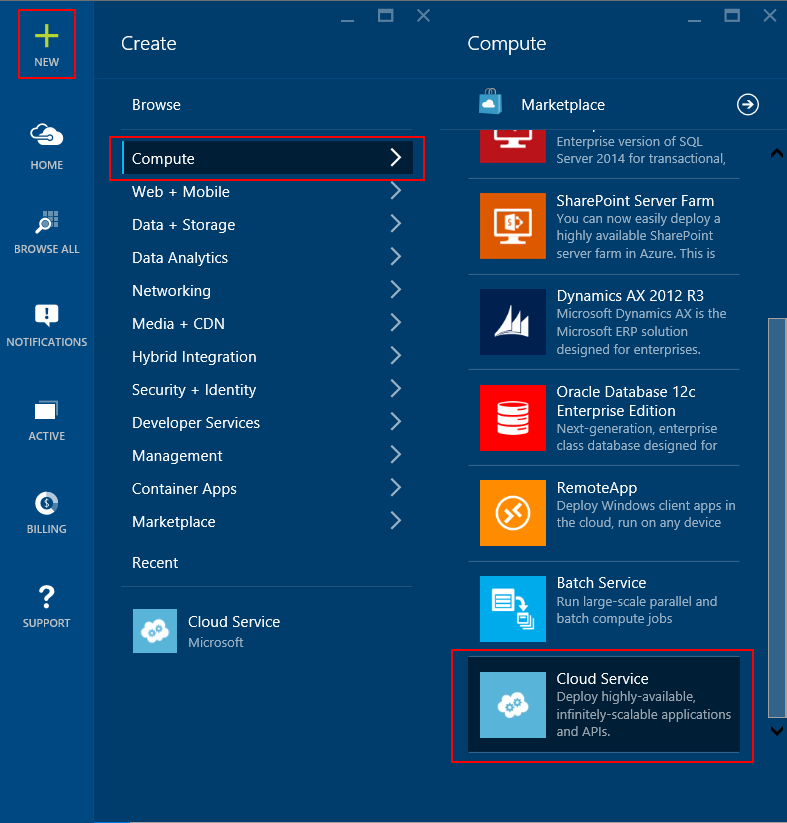 NEW
HOME
BROWSE ALL
NOTIFICATIONS
ACTIVE
BILLING
SUPPORT
Create
Browse
Compute
Web + Mobile
Data + Storage
Data Analytics
Networking
Media + CDN
Hybrid Integration
Security + Identity
Developer Services
Management
Container Apps
Marketplace
Recent
Cloud Service
Microsoft
Compute
Marketplace
Enterprise version of SQL
Server 2014 for transactional,
SharePoint Server Farm
You can now easily deploy a
highly available SharePoint
server farm in Azure. This is
Dynamics AX 2012 R3
Microsoft Dynamics AX is the
Microsoft ERP solution
designed for enterprises.
Oracle Database 12c
Enterprise Edition
Next-generation, enterprise
class database designed for
RemoteApp
Deploy Windows client apps in
the cloud, run on any device
Batch Service
Run large-scale parallel and
batch compute jobs
Cloud Service
Deploy highly-available,
infinitely-scalable applications
and APIs.